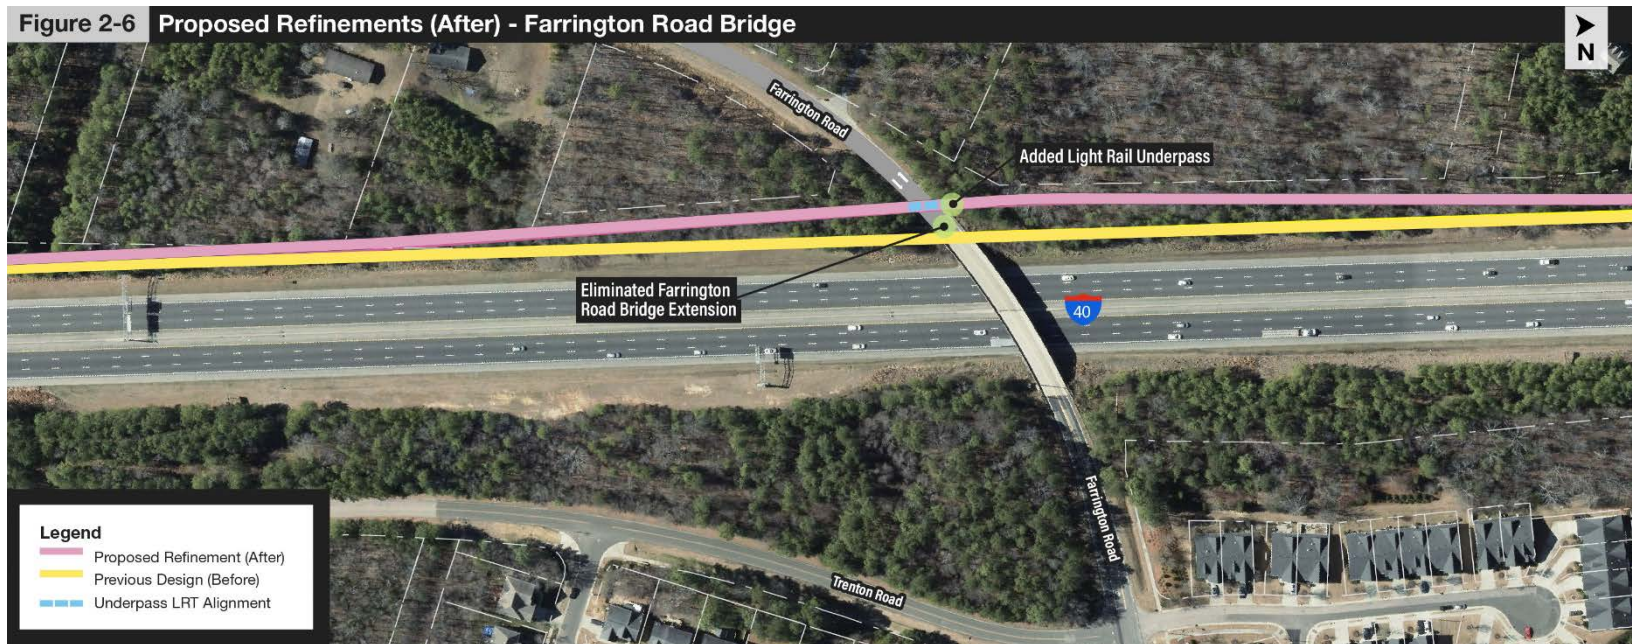 Figure 2-6
Proposed Refinements (After) - Farrington Road Bridge
N
Farrington Road
Added Light Rail Underpass
Eliminated Farrington
Road Bridge Extension
40
Farrington Road
Trenton Road
Legend
Proposed Refinement (After)
Previous Design (Before)
Underpass LRT Alignment